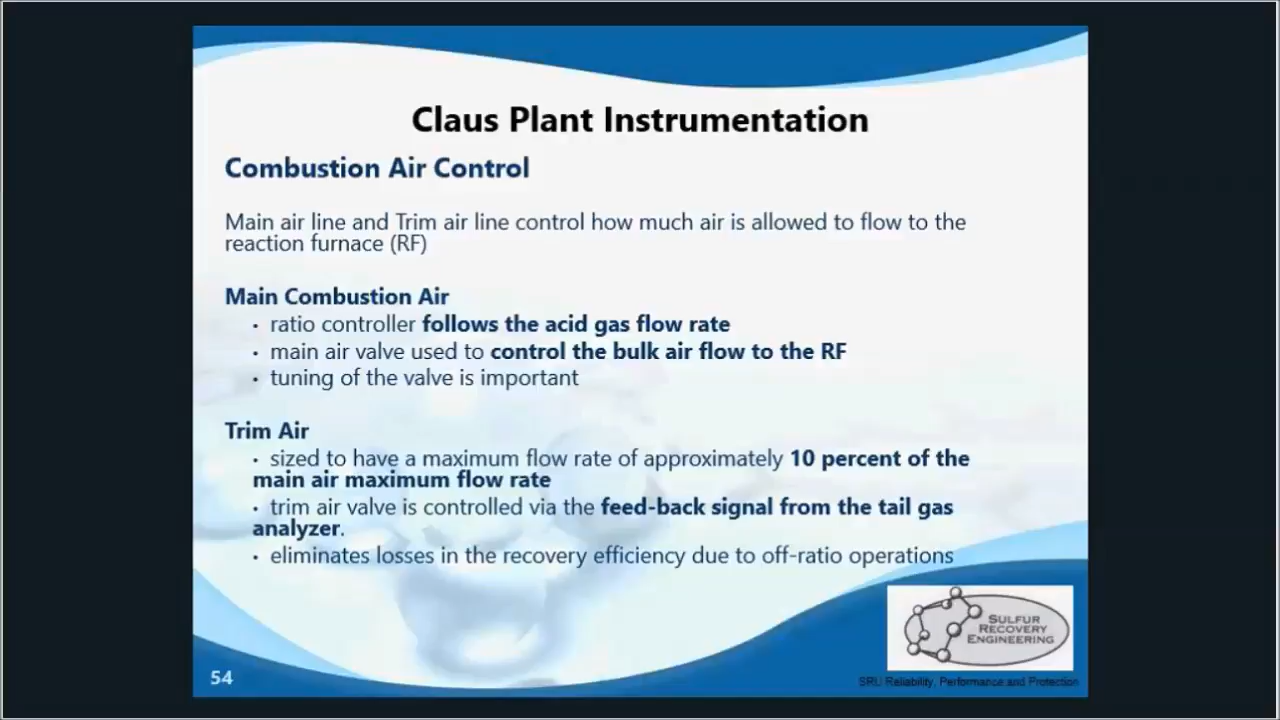 Claus Plant Instrumentation
Combustion Air Control
Main air line and Trim air line control how much air is allowed to flow to the
reaction furnace (RF)
Main Combustion Air
• ratio controller follows the acid gas flow rate
• main air valve used to control the bulk air flow to the RF
• tuning of the valve is important
Trim Air
• sized to have a maximum flow rate of approximately 10 percent of the
main air maximum flow rate
• trim air valve is controlled via the feed-back signal from the tail gas
analyzer.
• eliminates losses in the recovery efficiency due to off-ratio operations
SULFUR
RECOVERY
ENGINEERING
54
SRU Reliability, Performance and Protection